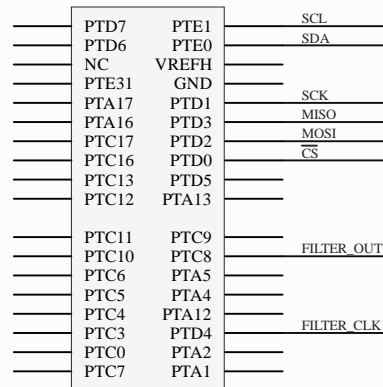 PTD7 PTE1 SCL
PTD6 PTE0 SDA
NC VREFH
PTE31 GND
PTA17 PTD1 SCK
PTA16 PTD3 MISO
PTC17 PTD2 MOSI
PTC16 PTD0 CS
PTC13 PTD5
PTC12 PTA13
PTC11 PTC9
PTC10 PTC8 FILTER_OUT
PTC6 PTA5
PTC5 PTA4
PTC4 PTA12
PTC3 PTD4 FILTER_CLK
PTC0 PTA2
PTC7 PTA1